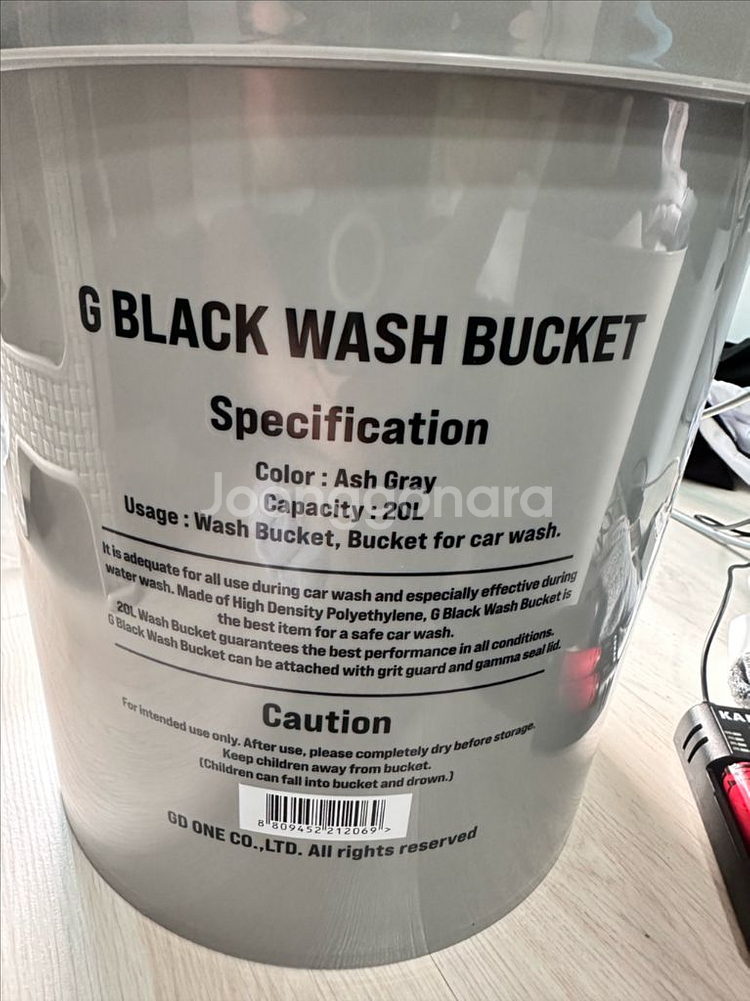 G BLACK WASH BUCKET
Specification
Color : Ash Gray
Joonggonara
Capacity : 20L
Usage : Wash Bucket, Bucket for car wash.
It is adequate for all use during car wash and especially effective during
water wash. Made of High Density Polyethylene, G Black Wash Bucket is
the best item for a safe car wash.
20L Wash Bucket guarantees the best performance in all conditions.
G Black Wash Bucket can be attached with grit guard and gamma seal lid.
Caution
For intended use only. After use, please completely dry before storage.
Keep children away from bucket.
(Children can fall into bucket and drown.)
8 809452 212069 >
GD ONE CO.,LTD. All rights reserved